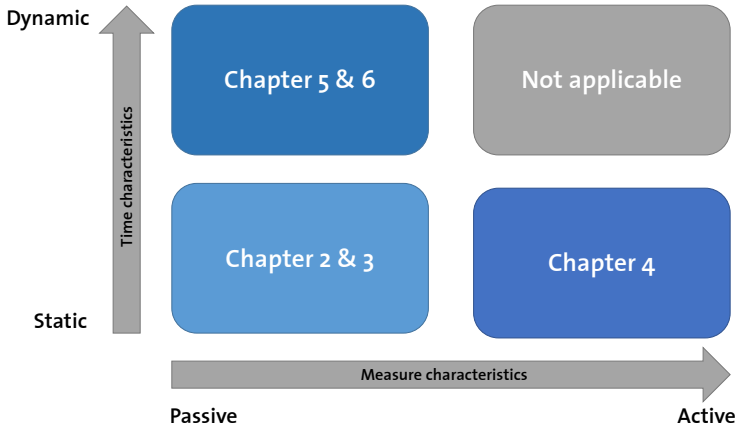 Dynamic
Chapter 5 & 6
Not applicable
Time characteristics
Chapter 2 & 3
Chapter 4
Static
Measure characteristics
Passive
Active